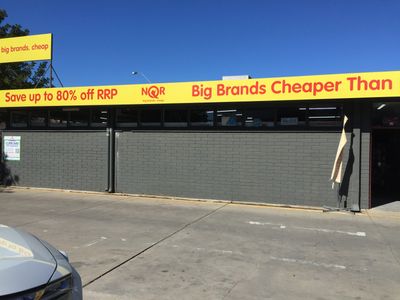 big brands, cheap
Save up to 80% off RRP
NQR
Big Brands Cheaper Than